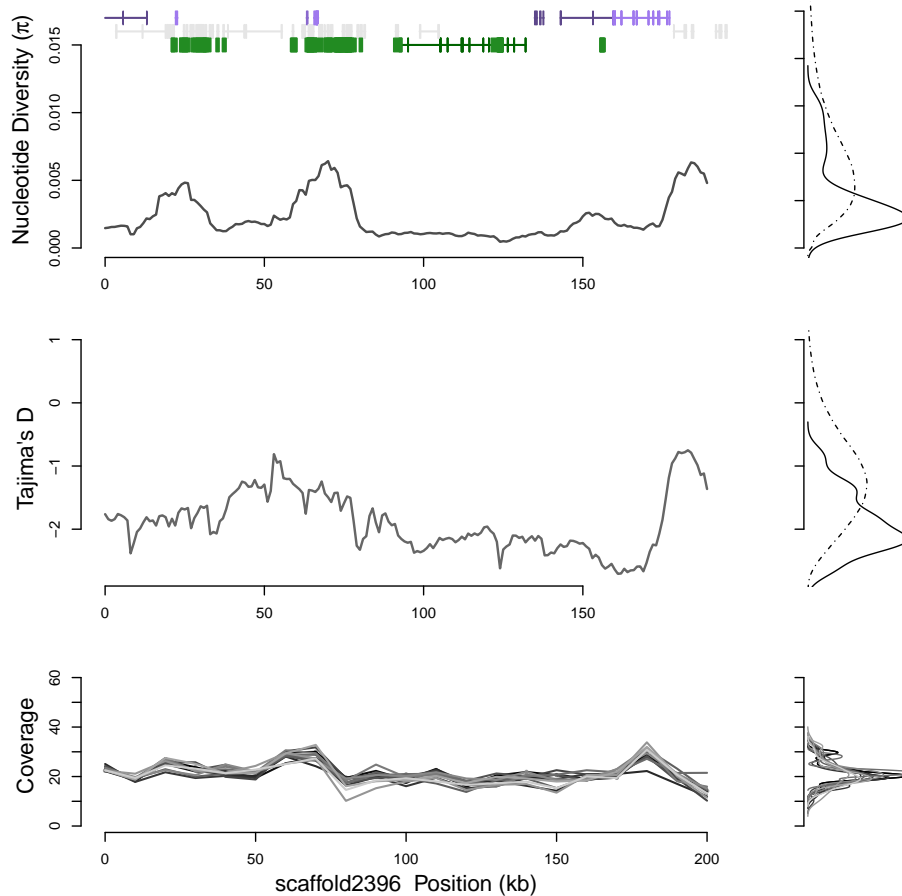 Nucleotide Diversity (π)
0.015
0.010
0.005
0.000
0 50 100 150
Tajima's D
1
0
−1
−2
0 50 100 150
Coverage
60
40
20
0
0 50 100 150 200
scaffold2396 Position (kb)